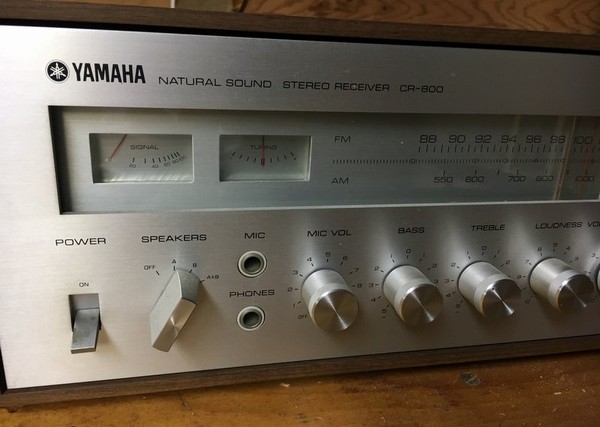 YAMAHA NATURAL SOUND STEREO RECEIVER CR-800
SIGNAL TUNING
FM 88 90 92 94 96 98 100
AM 550 600 700 800 1000
POWER SPEAKERS MIC MIC VOL BASS TREBLE LOUDNESS
ON
OFF A B A+B
PHONES